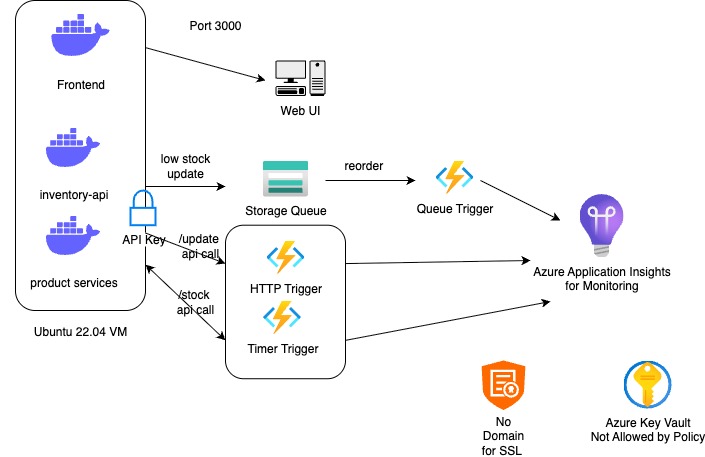 Port 3000
Frontend
Web UI
low stock
update
reorder
inventory-api
Storage Queue
Queue Trigger
API Key
/update
api call
HTTP Trigger
Azure Application Insights
for Monitoring
product services
/stock
api call
Ubuntu 22.04 VM
Timer Trigger
No
Domain
for SSL
Azure Key Vault
Not Allowed by Policy